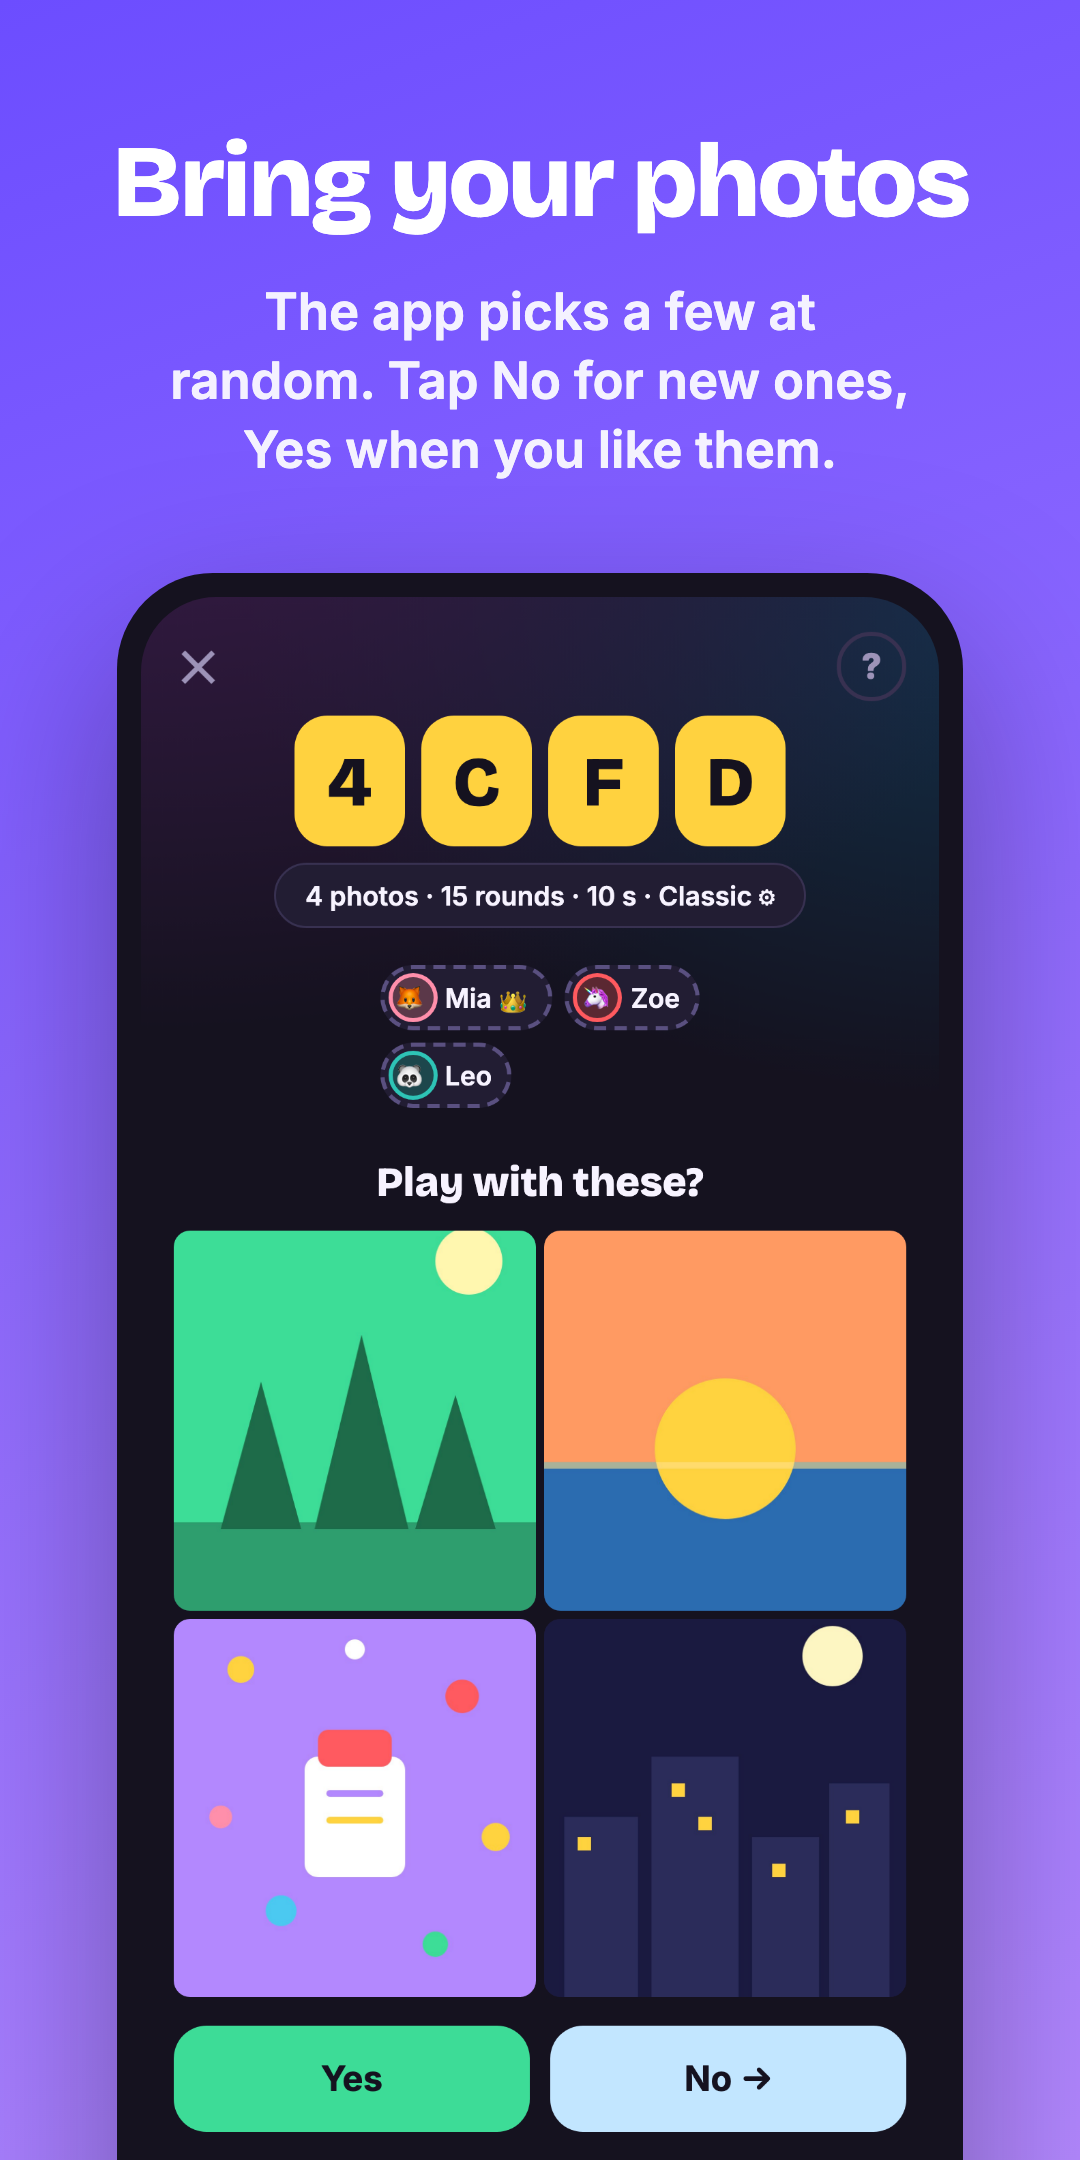 Bring your photos
The app picks a few at
random. Tap No for new ones,
Yes when you like them.
?
4 C F D
4 photos · 15 rounds · 10 s · Classic ⚙
Mia 👑 Zoe
Leo
Play with these?
Yes No →